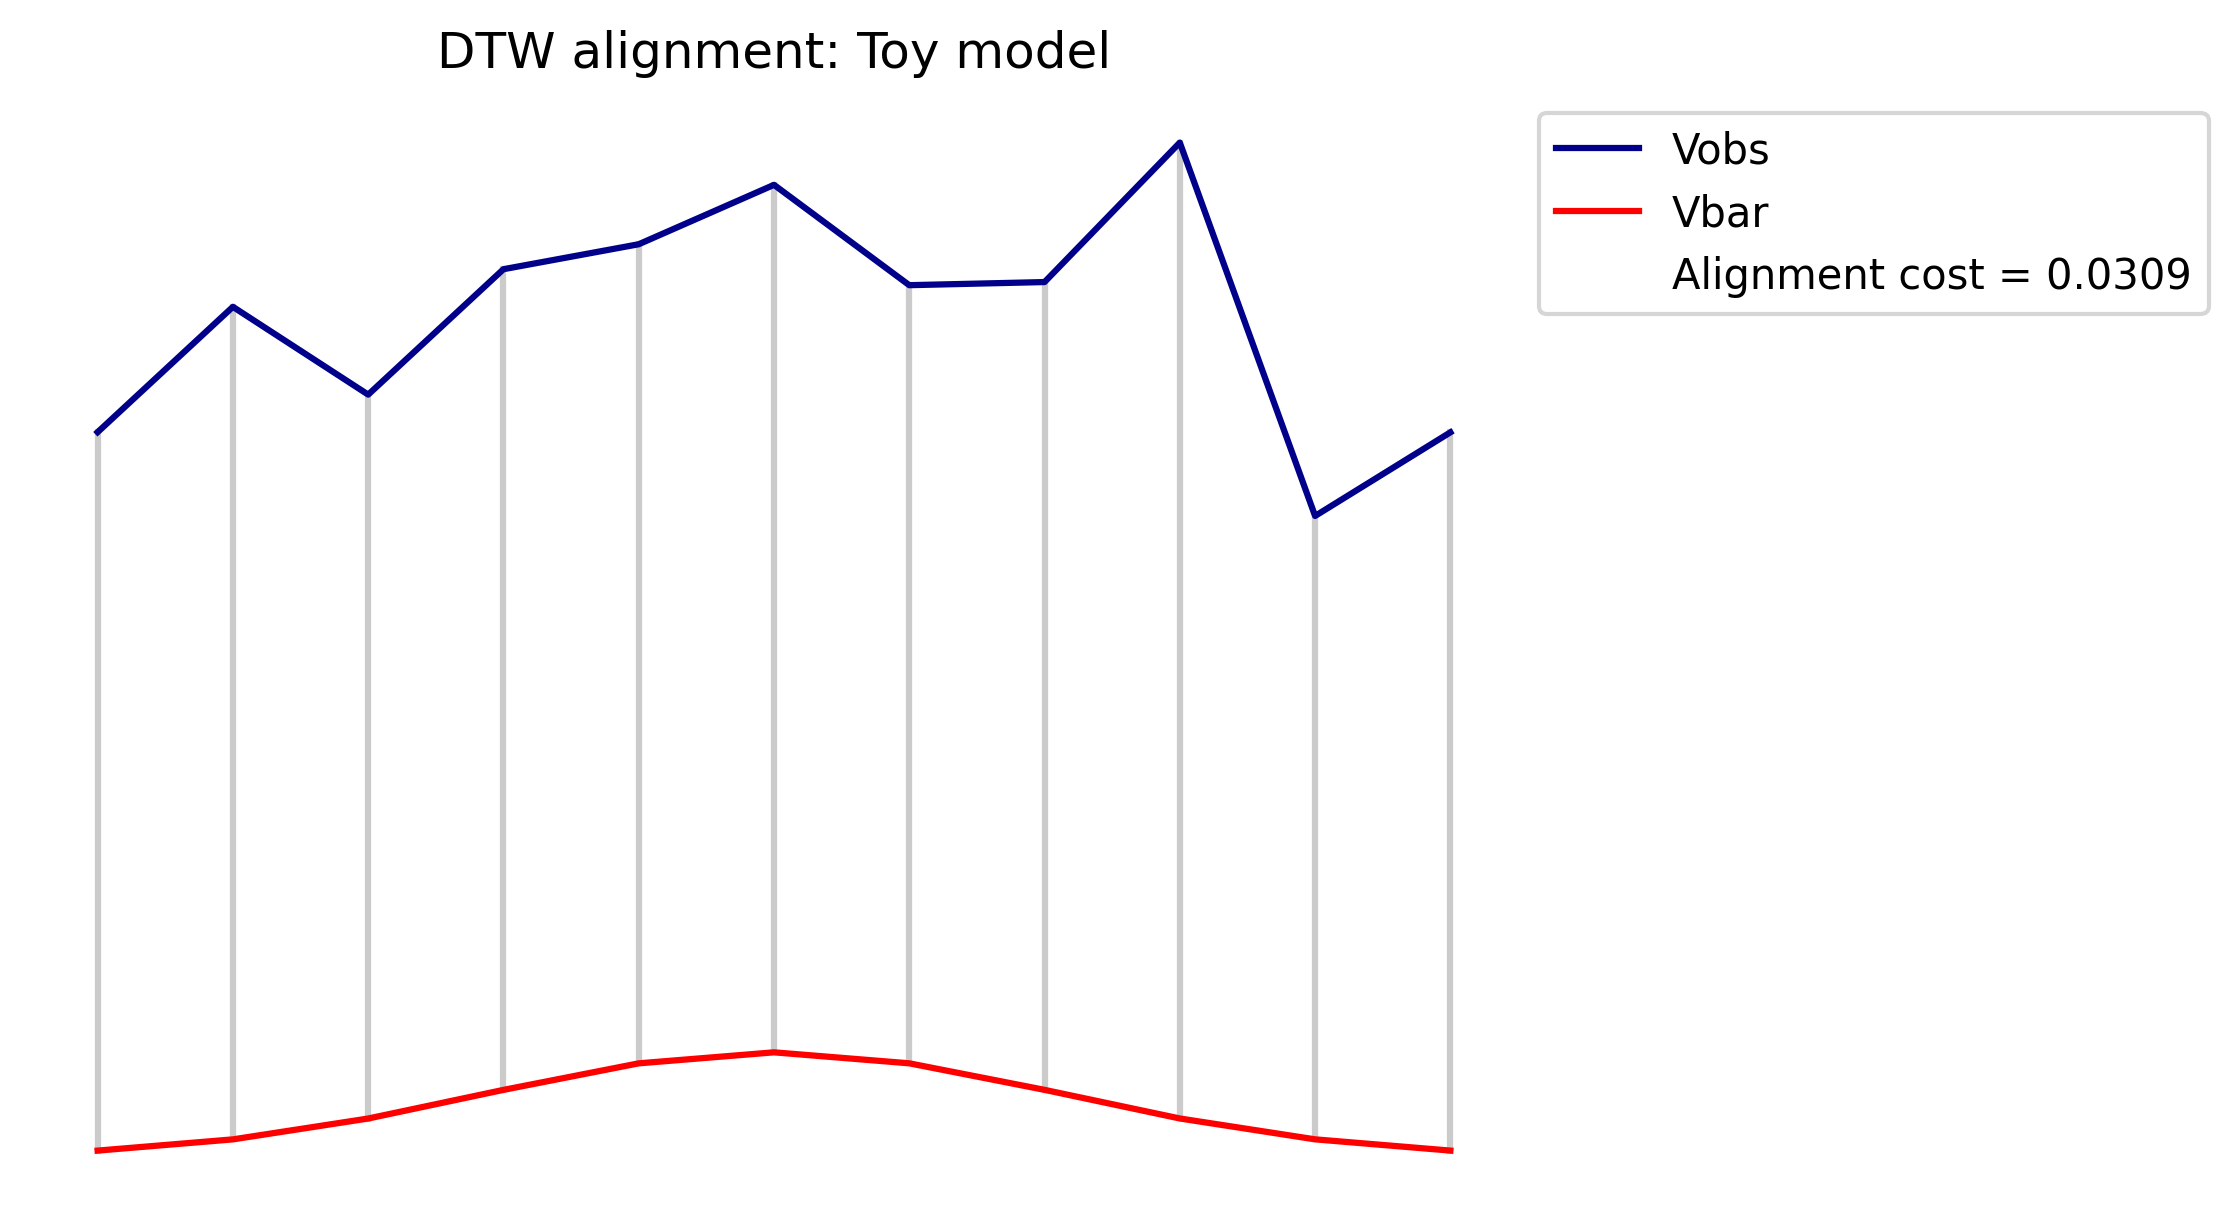 DTW alignment: Toy model
Vobs
Vbar
Alignment cost = 0.0309